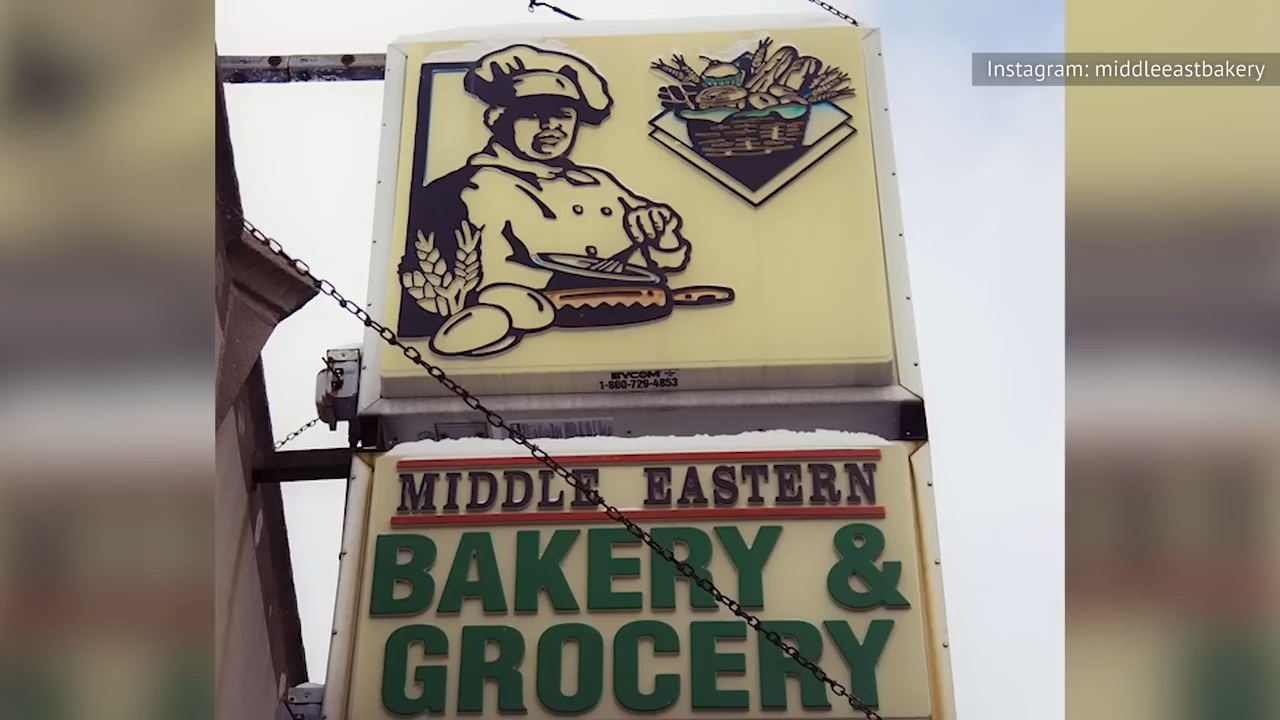 Instagram: middleeastbakery
EVCOM
1-800-729-4853
MIDDLE EASTERN
BAKERY &
GROCERY